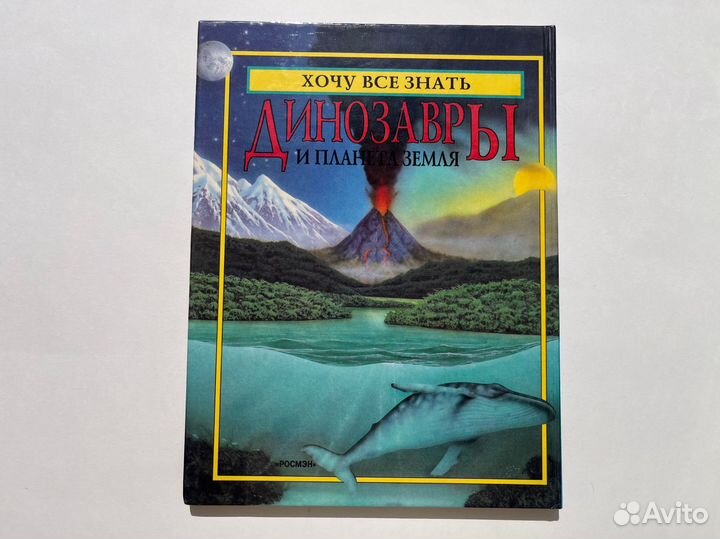 ХОЧУ ВСЕ ЗНАТЬ
ДИНОЗАВРЫ
И ПЛАНЕТА ЗЕМЛЯ
«РОСМЭН»
Avito